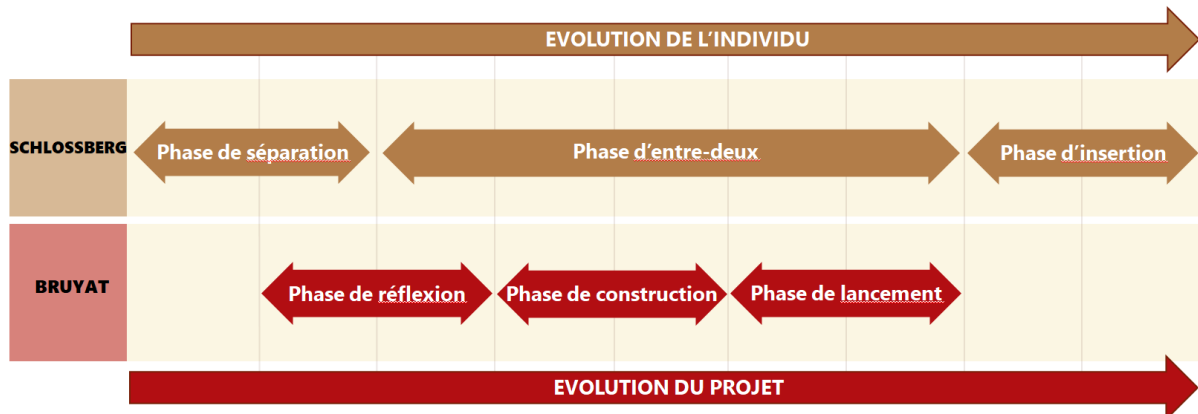 EVOLUTION DE L’INDIVIDU
SCHLOSSBERG
Phase de séparation
Phase d’entre-deux
Phase d’insertion
BRUYAT
Phase de réflexion
Phase de construction
Phase de lancement
EVOLUTION DU PROJET